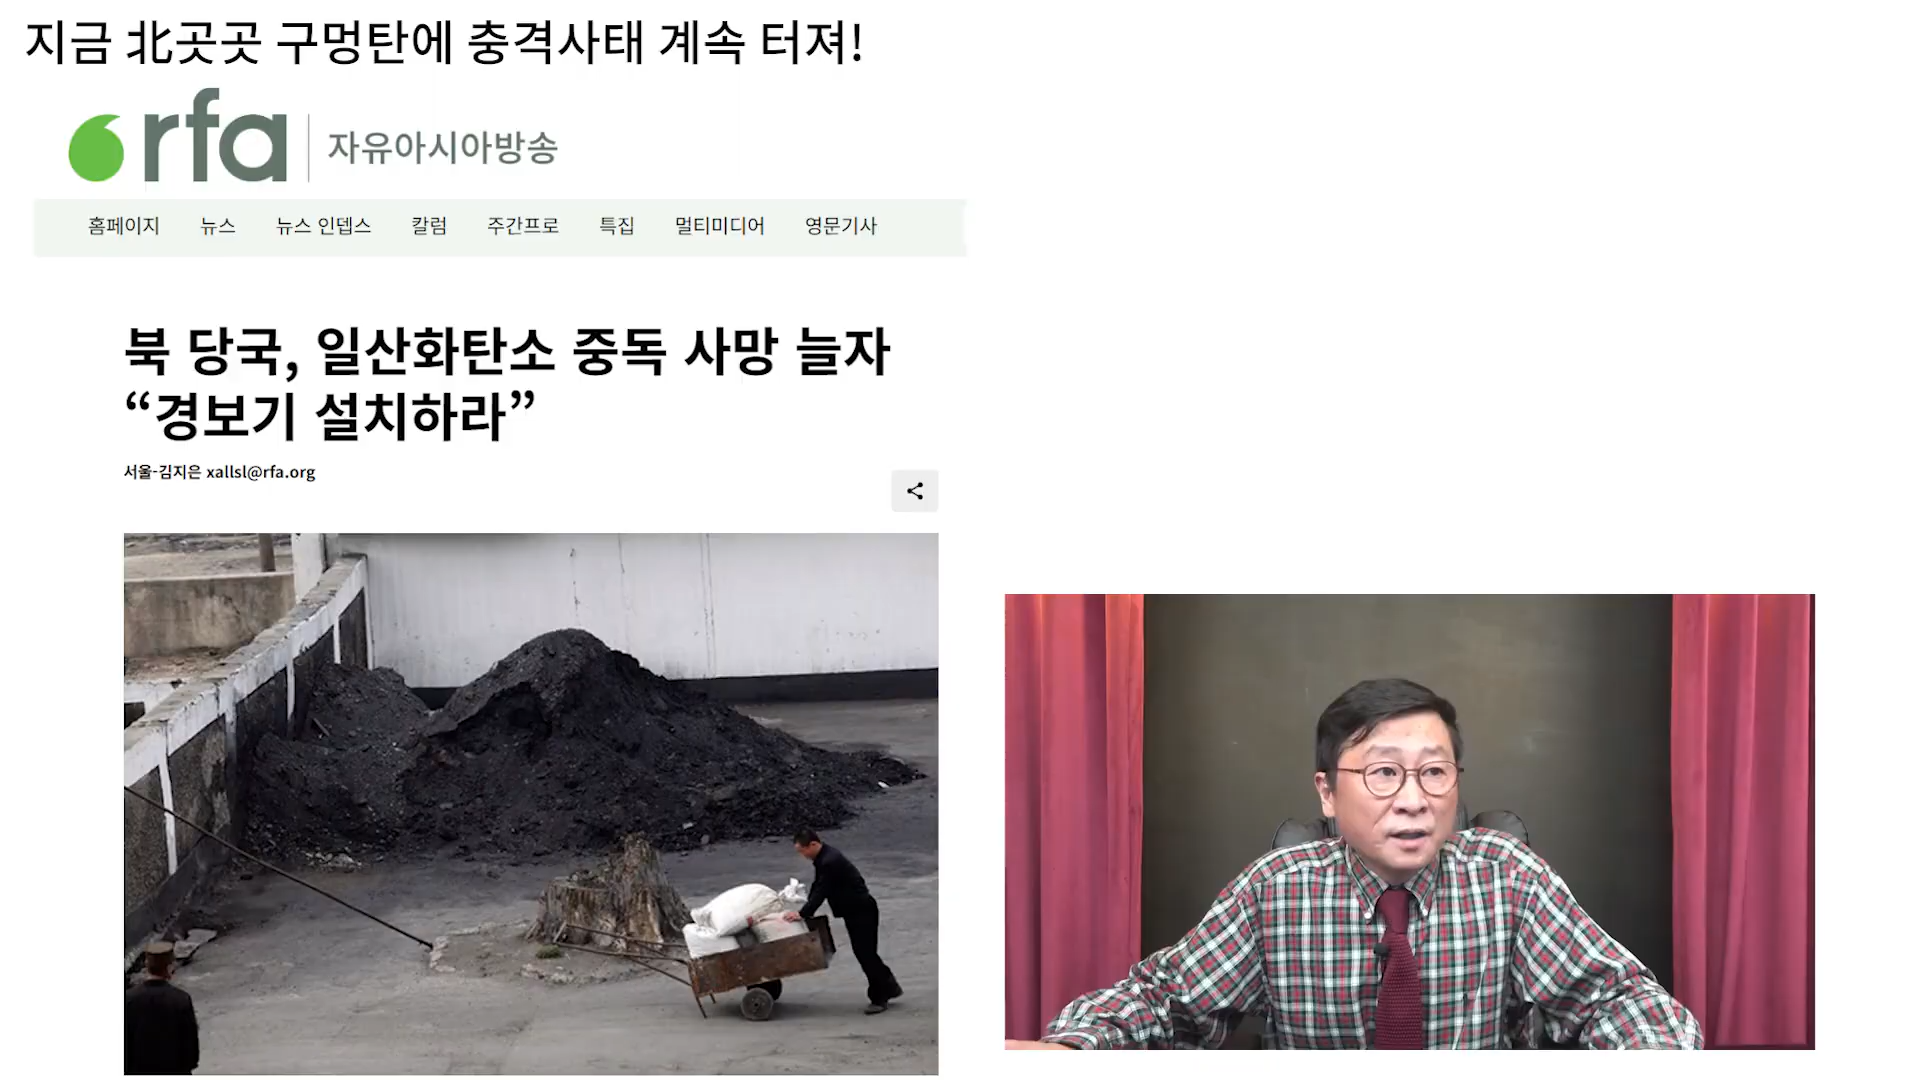 지금 北곳곳 구멍탄에 충격사태 계속 터져!
rfa 자유아시아방송
홈페이지 뉴스 뉴스 인뎁스 칼럼 주간프로 특집 멀티미디어 영문기사
북 당국, 일산화탄소 중독 사망 늘자
“경보기 설치하라”
서울-김지은 xallsl@rfa.org